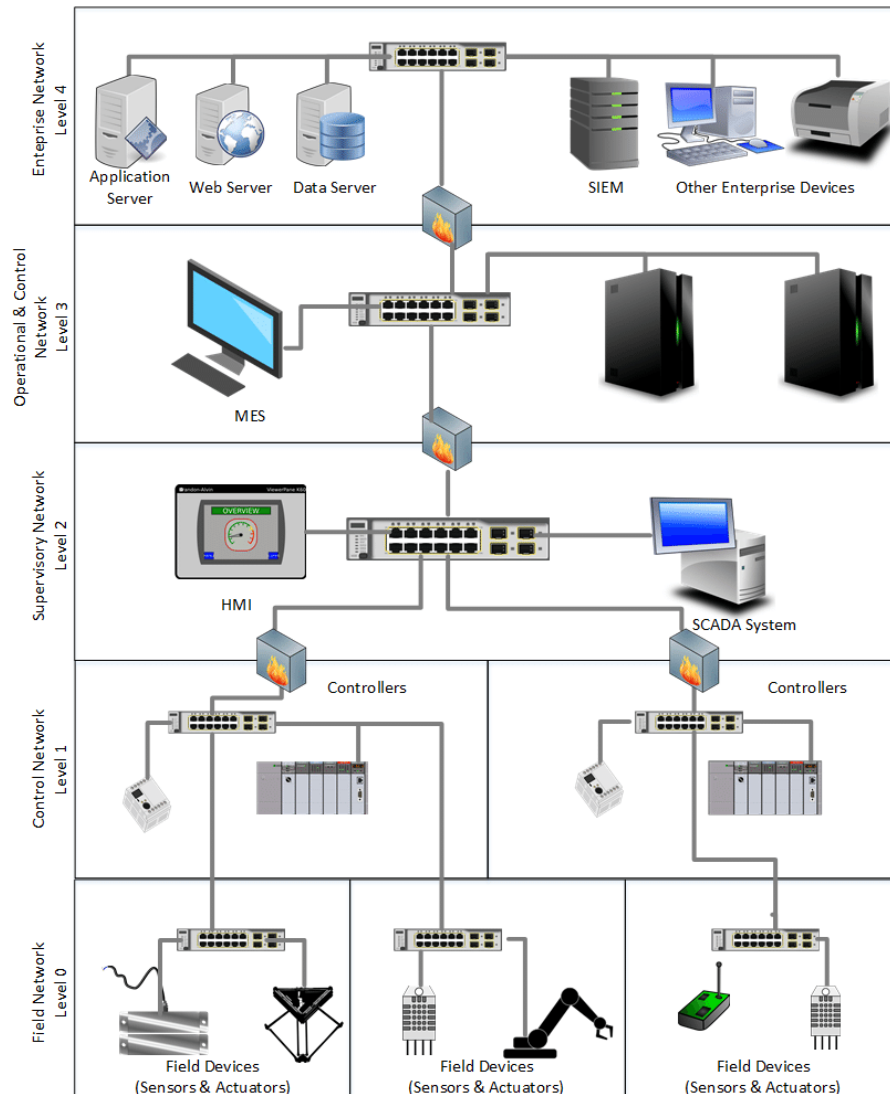 Enteprise Network
Level 4
Application
Server
Web Server
Data Server
SIEM
Other Enterprise Devices
Operational & Control
Network
Level 3
MES
Supervisory Network
Level 2
OVERVIEW
HMI
SCADA System
Control Network
Level 1
Controllers
Controllers
Field Network
Level 0
Field Devices
(Sensors & Actuators)
Field Devices
(Sensors & Actuators)
Field Devices
(Sensors & Actuators)